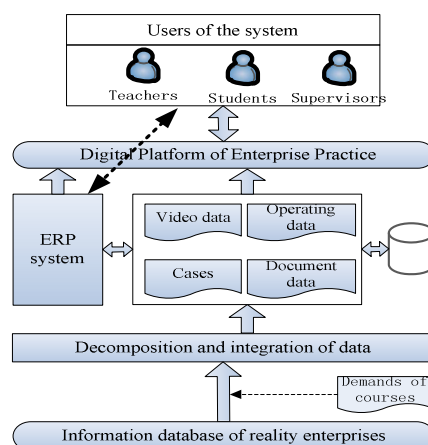 Users of the system
Teachers
Students
Supervisors
Digital Platform of Enterprise Practice
ERP
system
Video data
Operating
data
Cases
Document
data
Decomposition and integration of data
Demands of
courses
Information database of reality enterprises